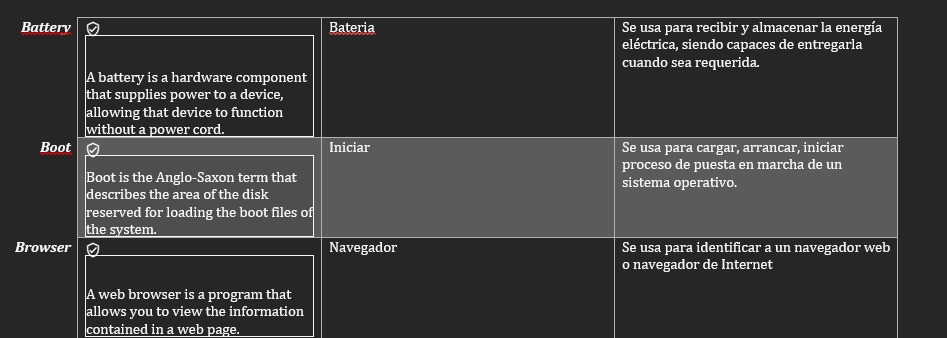 Battery
A battery is a hardware component
that supplies power to a device,
allowing that device to function
without a power cord.
Bateria
Se usa para recibir y almacenar la energía
eléctrica, siendo capaces de entregarla
cuando sea requerida.
Boot
Boot is the Anglo-Saxon term that
describes the area of the disk
reserved for loading the boot files of
the system.
Iniciar
Se usa para cargar, arrancar, iniciar
proceso de puesta en marcha de un
sistema operativo.
Browser
A web browser is a program that
allows you to view the information
contained in a web page.
Navegador
Se usa para identificar a un navegador web
o navegador de Internet